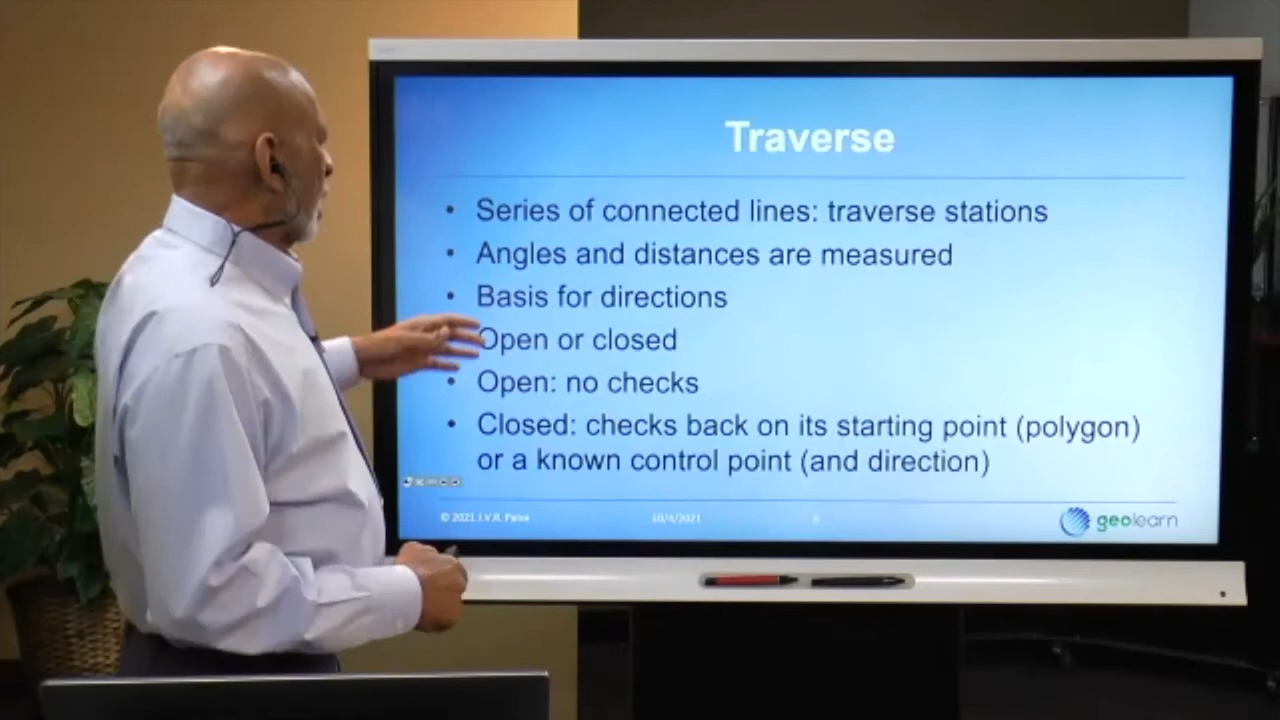 Traverse
• Series of connected lines: traverse stations
• Angles and distances are measured
• Basis for directions
Open or closed
• Open: no checks
• Closed: checks back on its starting point (polygon)
or a known control point (and direction)
© 2021 J.V.R. Paiva 10/4/2021
geolearn